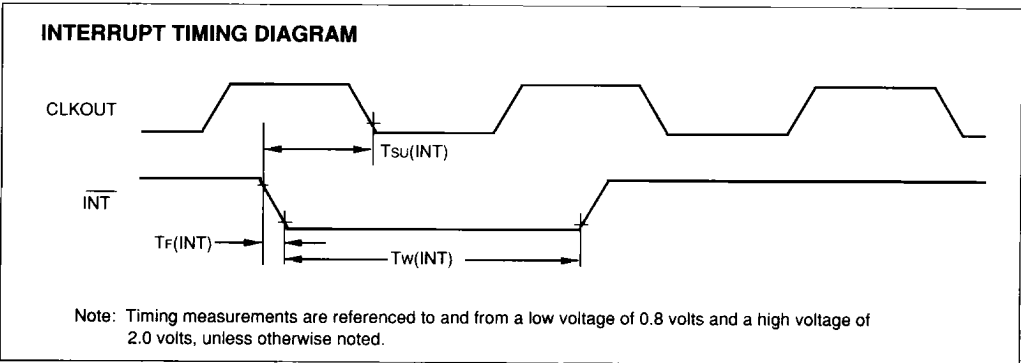 INTERRUPT TIMING DIAGRAM
CLKOUT
TSU(INT)
INT
TF(INT)
TW(INT)
Note: Timing measurements are referenced to and from a low voltage of 0.8 volts and a high voltage of
2.0 volts, unless otherwise noted.